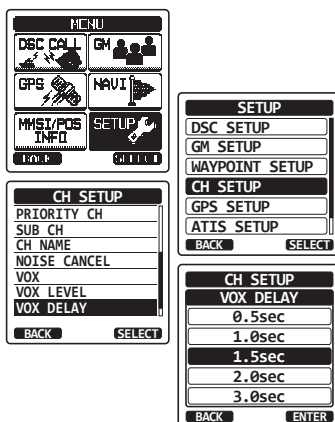 MENU
DSC CALL
GM
GPS
NAVI
MMSI/POS
INFO
SETUP
BACK
SELECT
SETUP
DSC SETUP
GM SETUP
WAYPOINT SETUP
CH SETUP
GPS SETUP
ATIS SETUP
BACK
SELECT
CH SETUP
PRIORITY CH
SUB CH
CH NAME
NOISE CANCEL
VOX
VOX LEVEL
VOX DELAY
BACK
SELECT
CH SETUP
VOX DELAY
0.5sec
1.0sec
1.5sec
2.0sec
3.0sec
BACK
ENTER